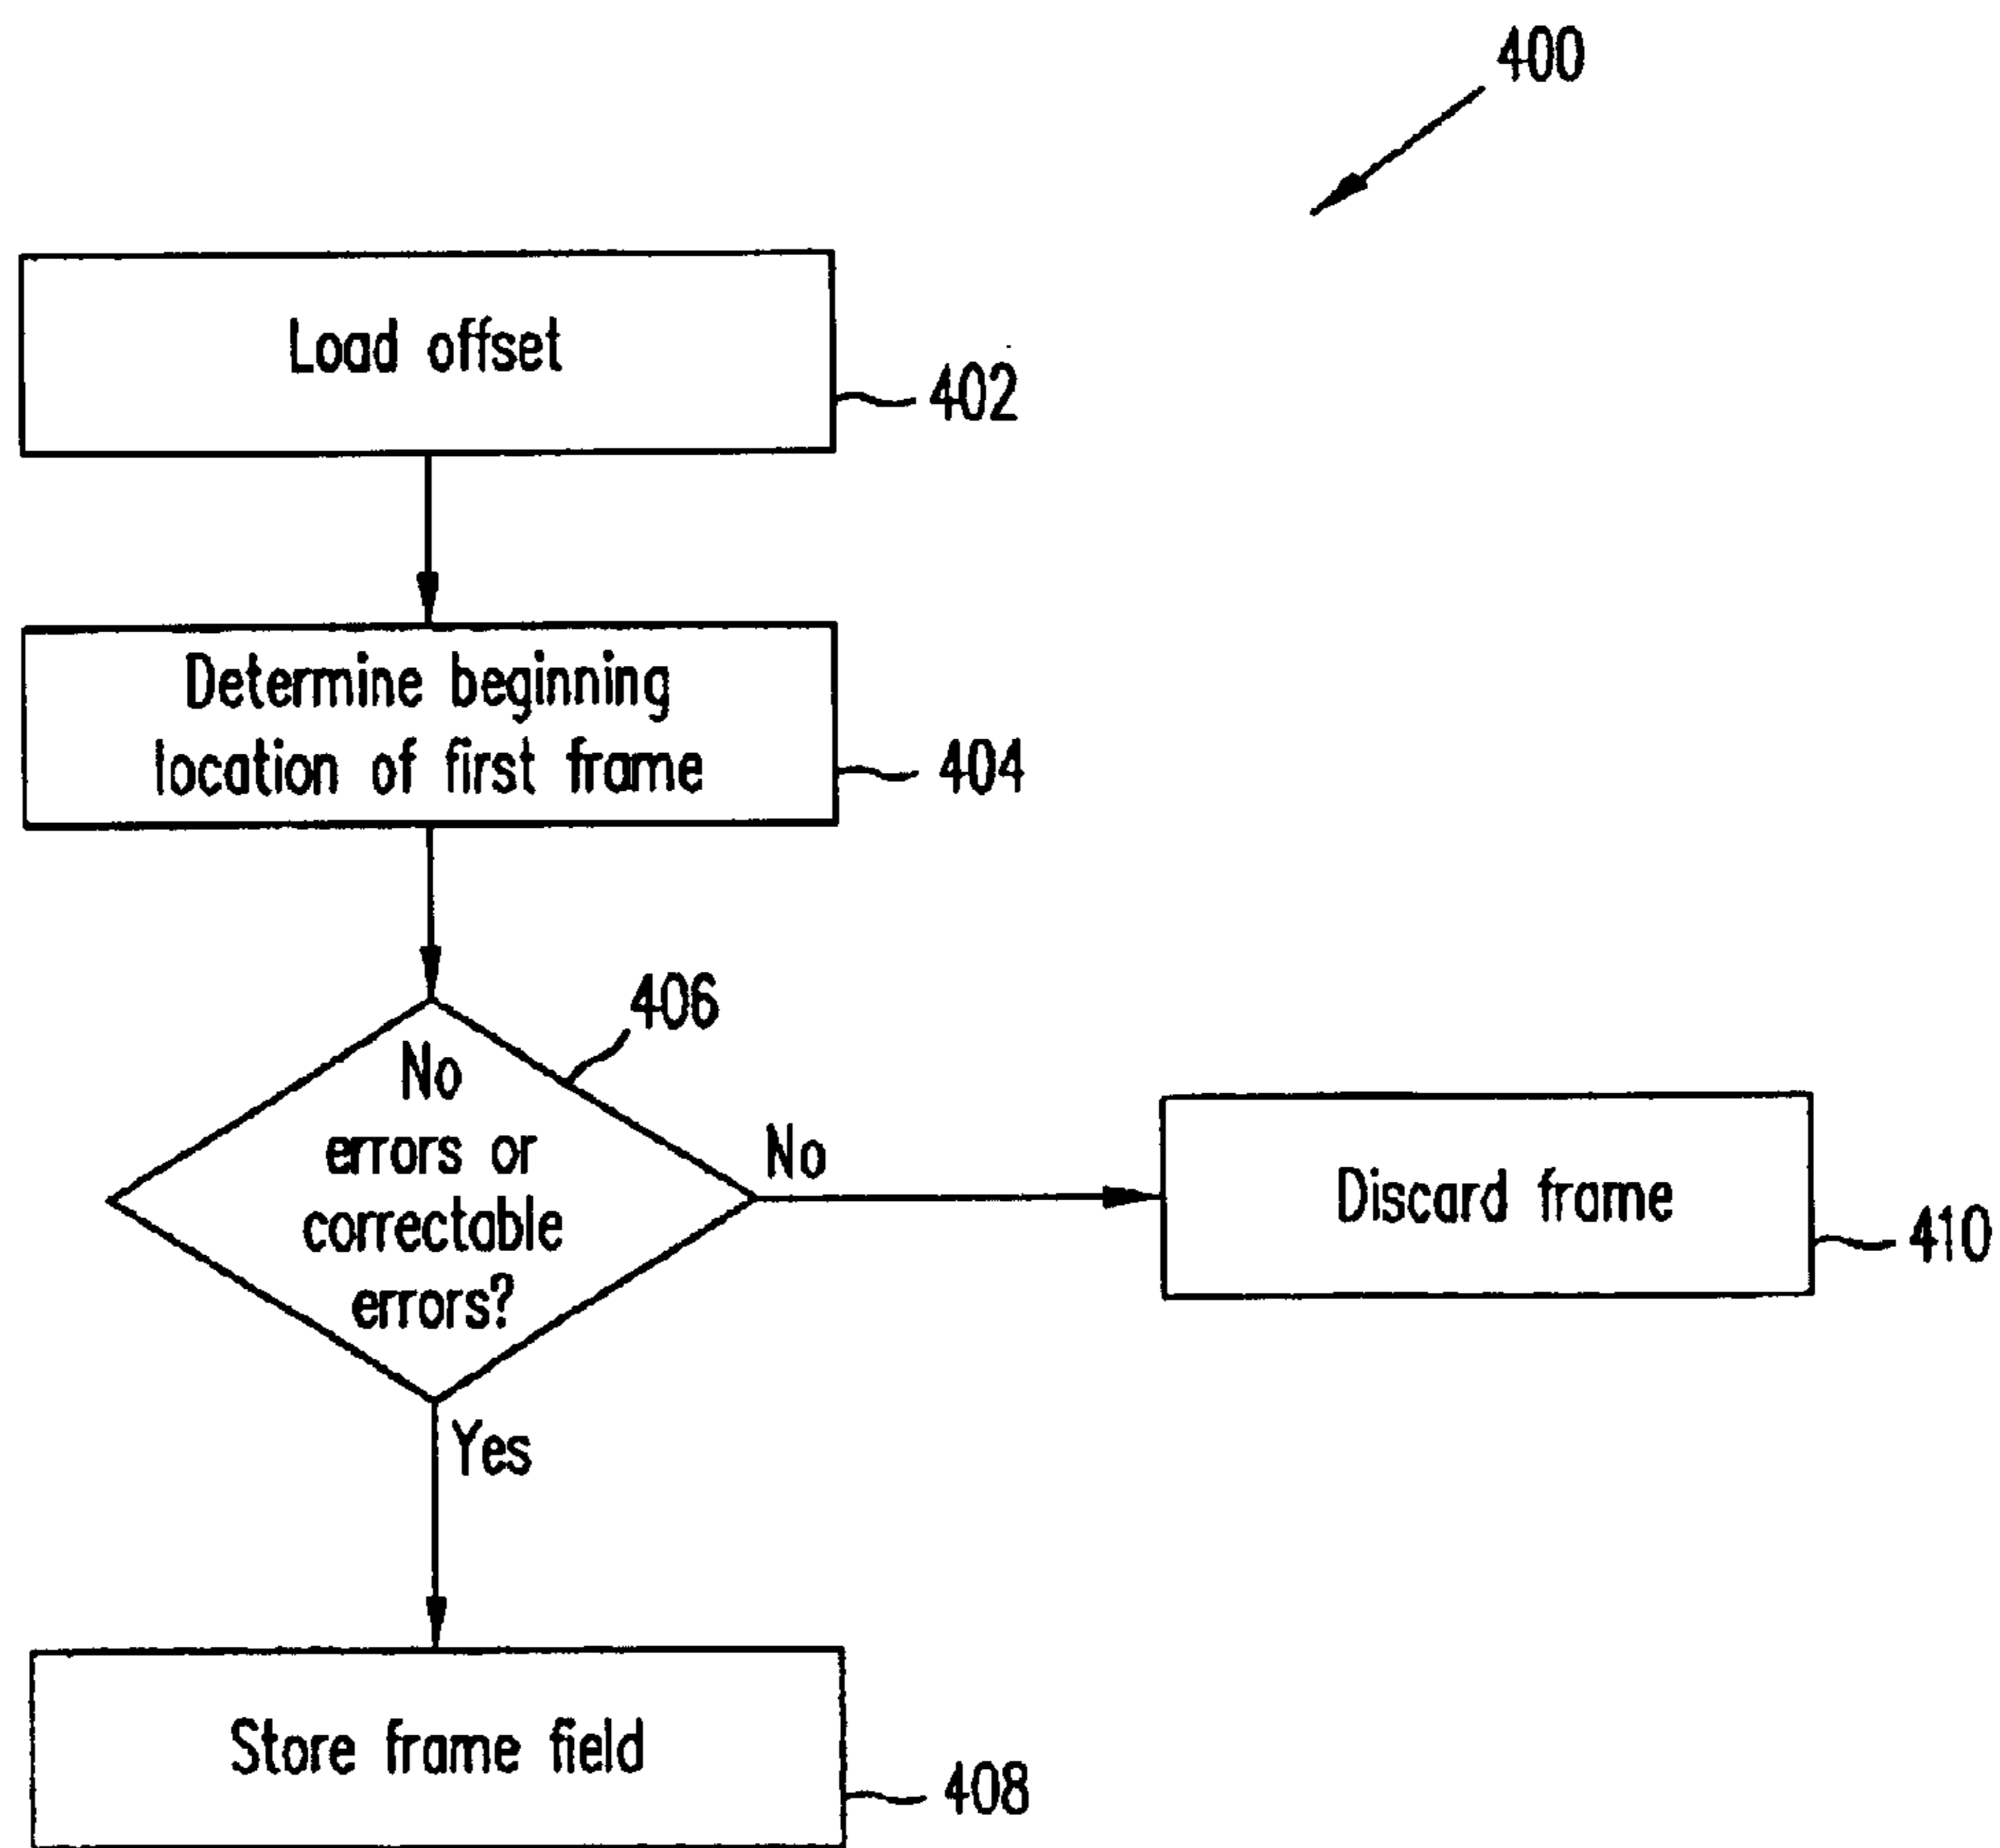 400
Load offset
402
Determine beginning
location of first frame
404
406
No
errors or
correctable
errors?
No
Discard frame
410
Yes
Store frame field
408